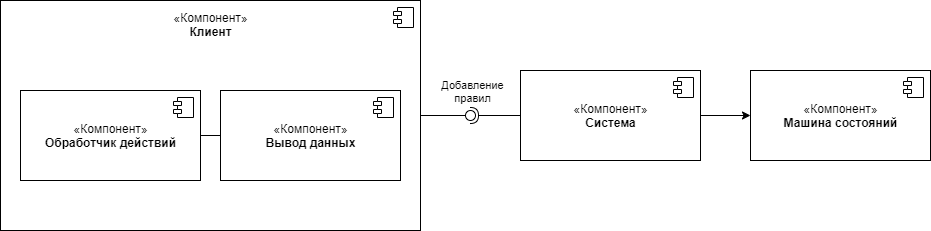 «Компонент»
Клиент
«Компонент»
Обработчик действий
«Компонент»
Вывод данных
Добавление
правил
«Компонент»
Система
«Компонент»
Машина состояний